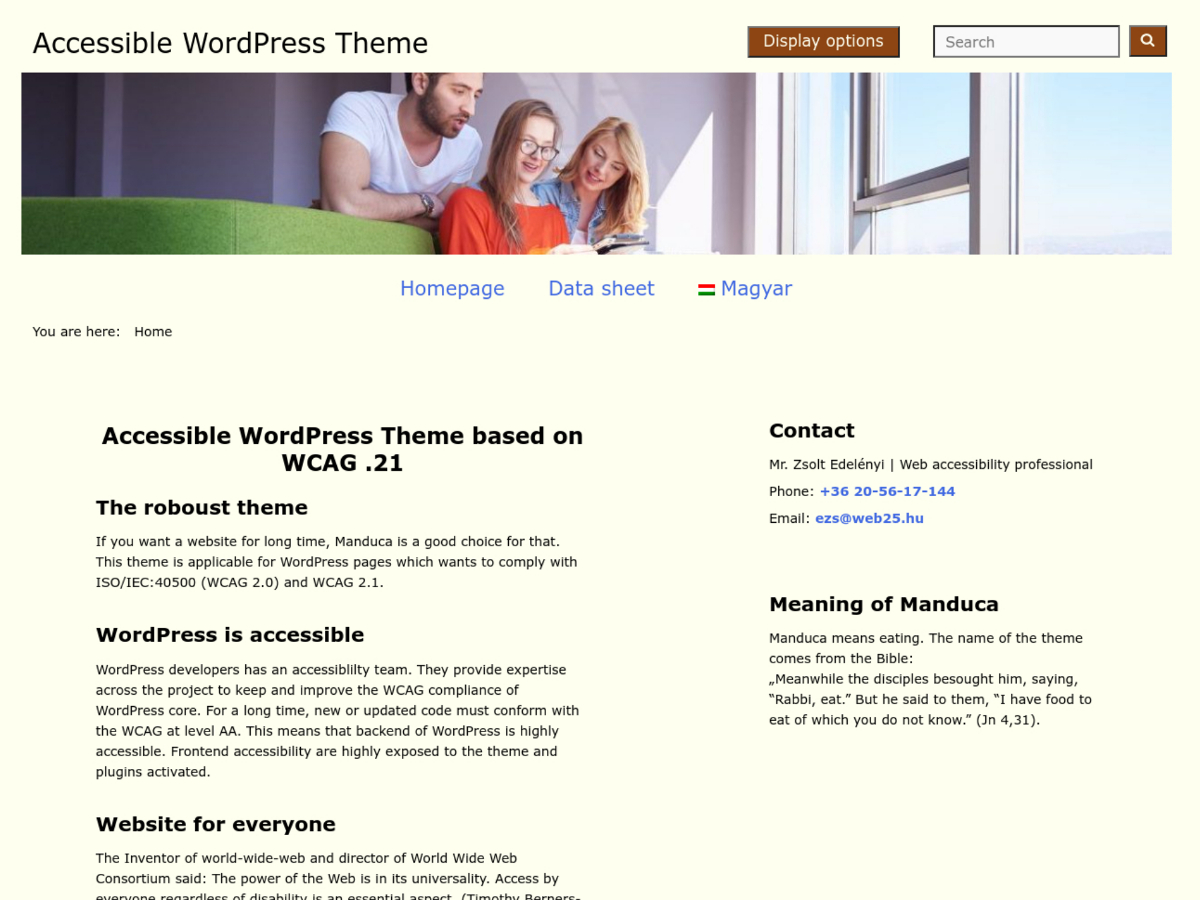 Accessible WordPress Theme
Display options
Search
Homepage
Data sheet
Magyar
You are here: Home
Accessible WordPress Theme based on
WCAG .21
The roboust theme
If you want a website for long time, Manduca is a good choice for that.
This theme is applicable for WordPress pages which wants to comply with
ISO/IEC:40500 (WCAG 2.0) and WCAG 2.1.
WordPress is accessible
WordPress developers has an accessiblilty team. They provide expertise
across the project to keep and improve the WCAG compliance of
WordPress core. For a long time, new or updated code must conform with
the WCAG at level AA. This means that backend of WordPress is highly
accessible. Frontend accessibility are highly exposed to the theme and
plugins activated.
Website for everyone
The Inventor of world-wide-web and director of World Wide Web
Consortium said: The power of the Web is in its universality. Access by
everyone regardless of disability is an essential aspect. (Timothy Berners-
Contact
Mr. Zsolt Edelényi | Web accessibility professional
Phone: +36 20-56-17-144
Email: ezs@web25.hu
Meaning of Manduca
Manduca means eating. The name of the theme
comes from the Bible:
„Meanwhile the disciples besought him, saying,
“Rabbi, eat.” But he said to them, “I have food to
eat of which you do not know.” (Jn 4,31).